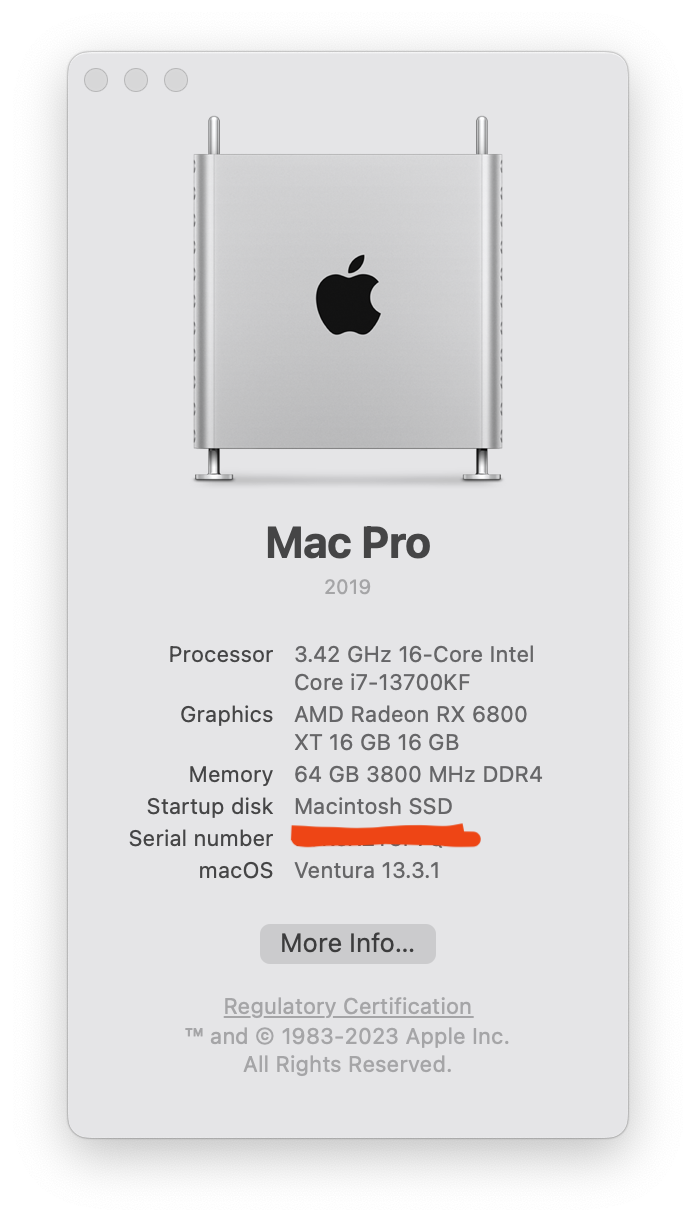 Mac Pro
2019
Processor 3.42 GHz 16-Core Intel
Core i7-13700KF
Graphics AMD Radeon RX 6800
XT 16 GB 16 GB
Memory 64 GB 3800 MHz DDR4
Startup disk Macintosh SSD
Serial number
macOS Ventura 13.3.1
More Info...
Regulatory Certification
™ and © 1983-2023 Apple Inc.
All Rights Reserved.